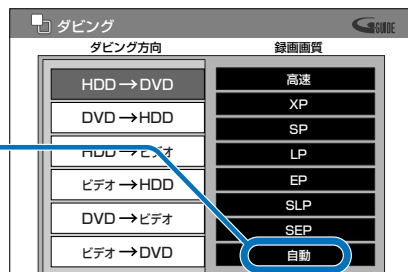 ダビング
G GUIDE
ダビング方向
録画画質
HDD→DVD
DVD→HDD
HDD→ビデオ
ビデオ→HDD
DVD→ビデオ
ビデオ→DVD
高速
XP
SP
LP
EP
SLP
SEP
自動